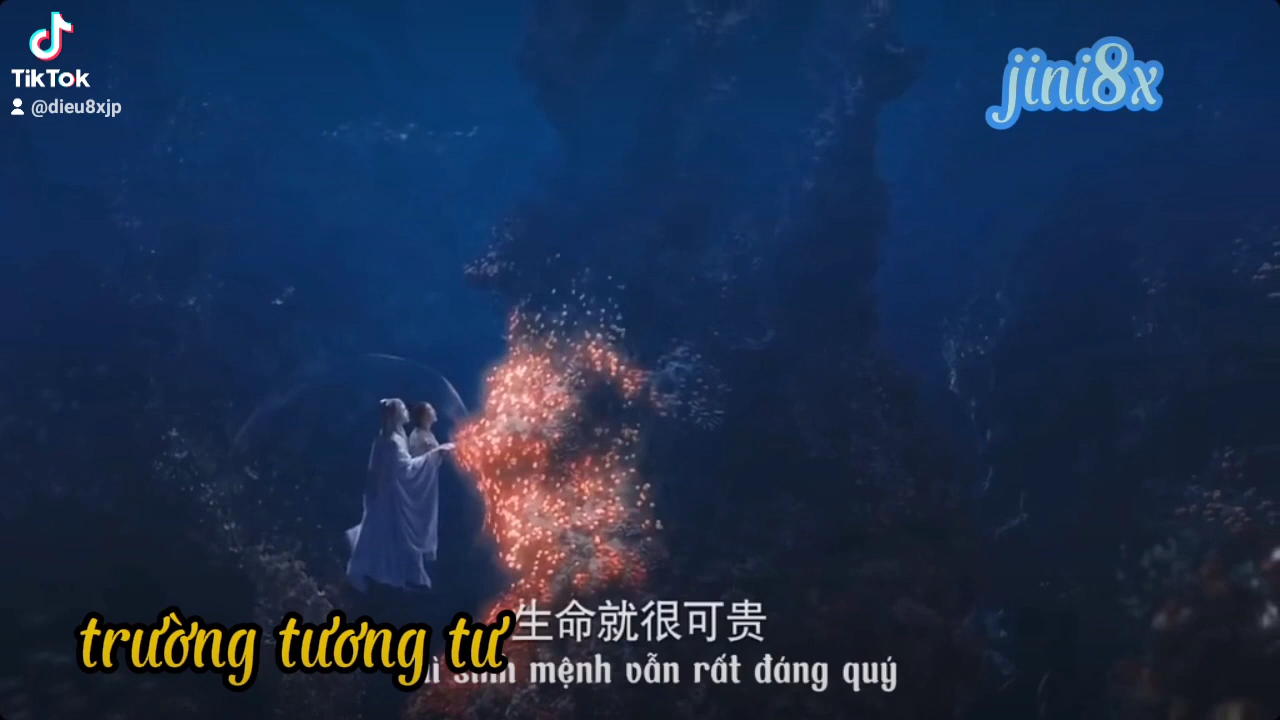 TikTok
@dieu8xjp
jini8x
生命就很可贵
trường tương tư
mệnh vẫn rất đáng quý